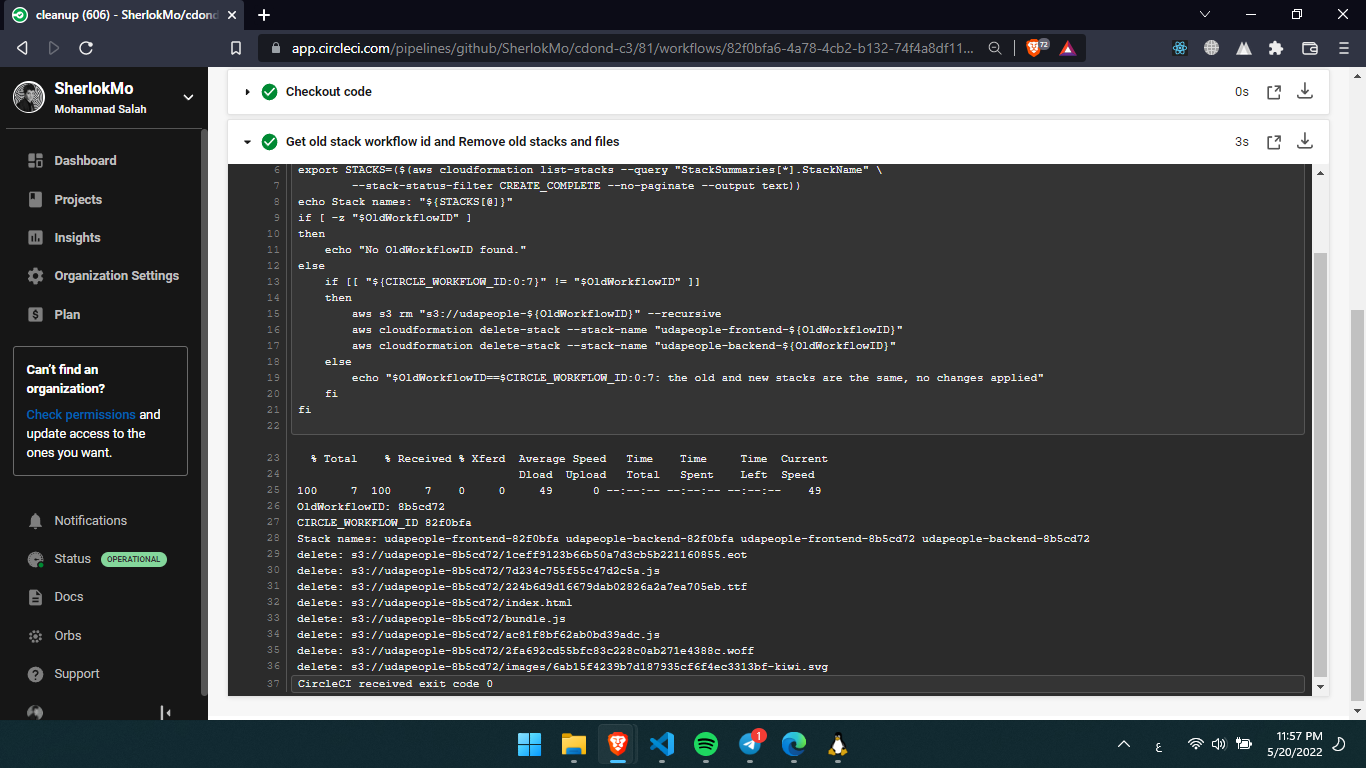 cleanup (606) - SherlokMo/cdond
app.circleci.com/pipelines/github/SherlokMo/cdond-c3/81/workflows/82f0bfa6-4a78-4cb2-b132-74f4a8df11...
72
SherlokMo
Mohammad Salah
Dashboard
Projects
Insights
Organization Settings
Plan
Can't find an
organization?
Check permissions and
update access to the
ones you want.
Notifications
Status OPERATIONAL
Docs
Orbs
Support
Checkout code 0s
Get old stack workflow id and Remove old stacks and files 3s
6 export STACKS=($(aws cloudformation list-stacks --query "StackSummaries[*].StackName" \
7 --stack-status-filter CREATE_COMPLETE --no-paginate --output text))
8 echo Stack names: "${STACKS[@]}"
9 if [ -z "$OldWorkflowID" ]
10 then
11 echo "No OldWorkflowID found."
12 else
13 if [[ "${CIRCLE_WORKFLOW_ID:0:7}" != "$OldWorkflowID" ]]
14 then
15 aws s3 rm "s3://udapeople-${OldWorkflowID}" --recursive
16 aws cloudformation delete-stack --stack-name "udapeople-frontend-${OldWorkflowID}"
17 aws cloudformation delete-stack --stack-name "udapeople-backend-${OldWorkflowID}"
18 else
19 echo "$OldWorkflowID==$CIRCLE_WORKFLOW_ID:0:7: the old and new stacks are the same, no changes applied"
20 fi
21 fi
22
23 % Total % Received % Xferd Average Speed Time Time Time Current
24 Dload Upload Total Spent Left Speed
25 100 7 100 7 0 0 49 0 --:--:-- --:--:-- --:--:-- 49
26 OldWorkflowID: 8b5cd72
27 CIRCLE_WORKFLOW_ID 82f0bfa
28 Stack names: udapeople-frontend-82f0bfa udapeople-backend-82f0bfa udapeople-frontend-8b5cd72 udapeople-backend-8b5cd72
29 delete: s3://udapeople-8b5cd72/1ceff9123b66b50a7d3cb5b221160855.eot
30 delete: s3://udapeople-8b5cd72/7d234c755f55c47d2c5a.js
31 delete: s3://udapeople-8b5cd72/224b6d9d16679dab02826a2a7ea705eb.ttf
32 delete: s3://udapeople-8b5cd72/index.html
33 delete: s3://udapeople-8b5cd72/bundle.js
34 delete: s3://udapeople-8b5cd72/ac81f8bf62ab0bd39adc.js
35 delete: s3://udapeople-8b5cd72/2fa692cd55bfc83c228c0ab271e4388c.woff
36 delete: s3://udapeople-8b5cd72/images/6ab15f4239b7d187935cf6f4ec3313bf-kiwi.svg
37 CircleCI received exit code 0
1
ع
11:57 PM
5/20/2022